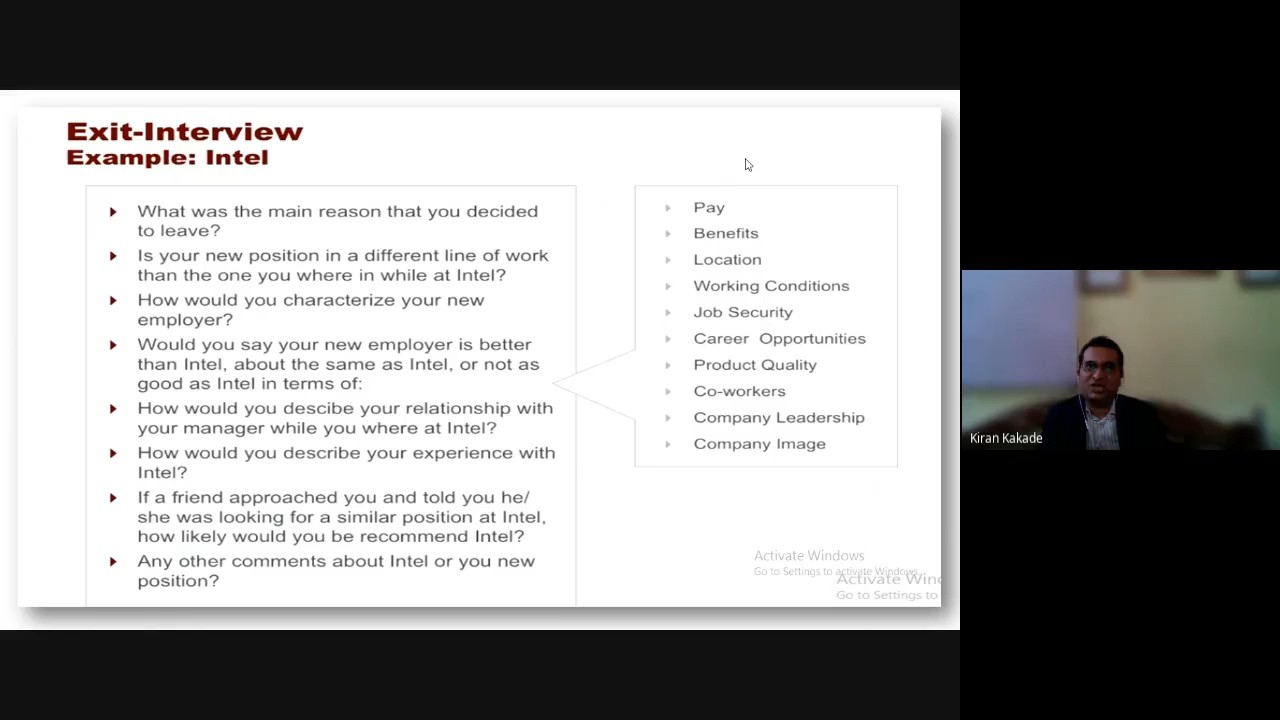 Exit-Interview
Example: Intel
What was the main reason that you decided
to leave?
Is your new position in a different line of work
than the one you where in while at Intel?
How would you characterize your new
employer?
Would you say your new employer is better
than Intel, about the same as Intel, or not as
good as Intel in terms of:
How would you descibe your relationship with
your manager while you where at Intel?
How would you describe your experience with
Intel?
If a friend approached you and told you he/
she was looking for a similar position at Intel,
how likely would you be recommend Intel?
Any other comments about Intel or you new
position?
Pay
Benefits
Location
Working Conditions
Job Security
Career Opportunities
Product Quality
Co-workers
Company Leadership
Company Image
Activate Windows
Go to Settings to activate Windows.
Activate Winc
Go to Settings to
Kiran Kakade